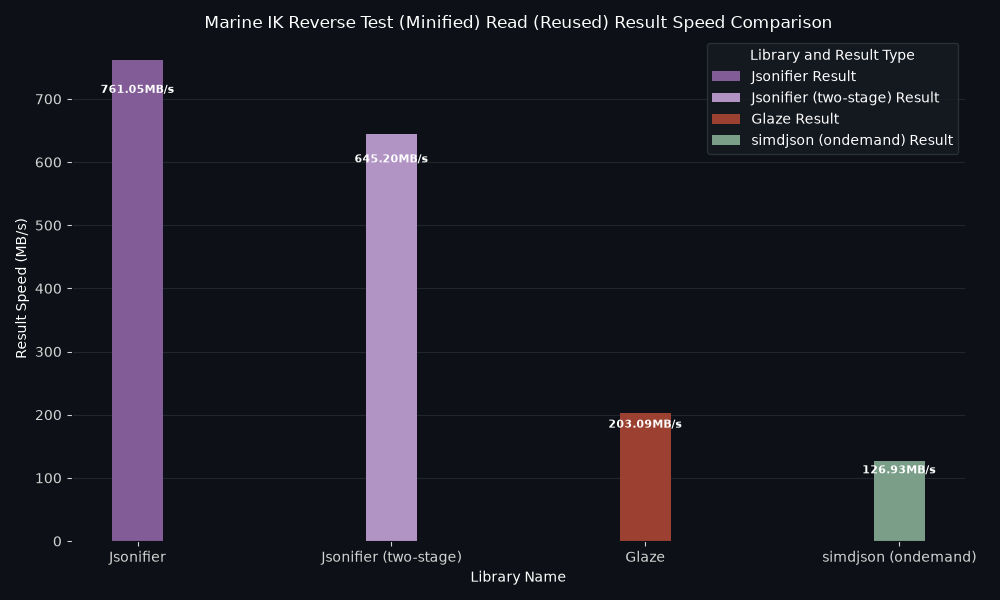 Marine IK Reverse Test (Minified) Read (Reused) Result Speed Comparison
Library and Result Type
Jsonifier Result
Jsonifier (two-stage) Result
Glaze Result
simdjson (ondemand) Result
Result Speed (MB/s)
700
600
500
400
300
200
100
0
761.05MB/s
645.20MB/s
203.09MB/s
126.93MB/s
Jsonifier
Jsonifier (two-stage)
Glaze
simdjson (ondemand)
Library Name